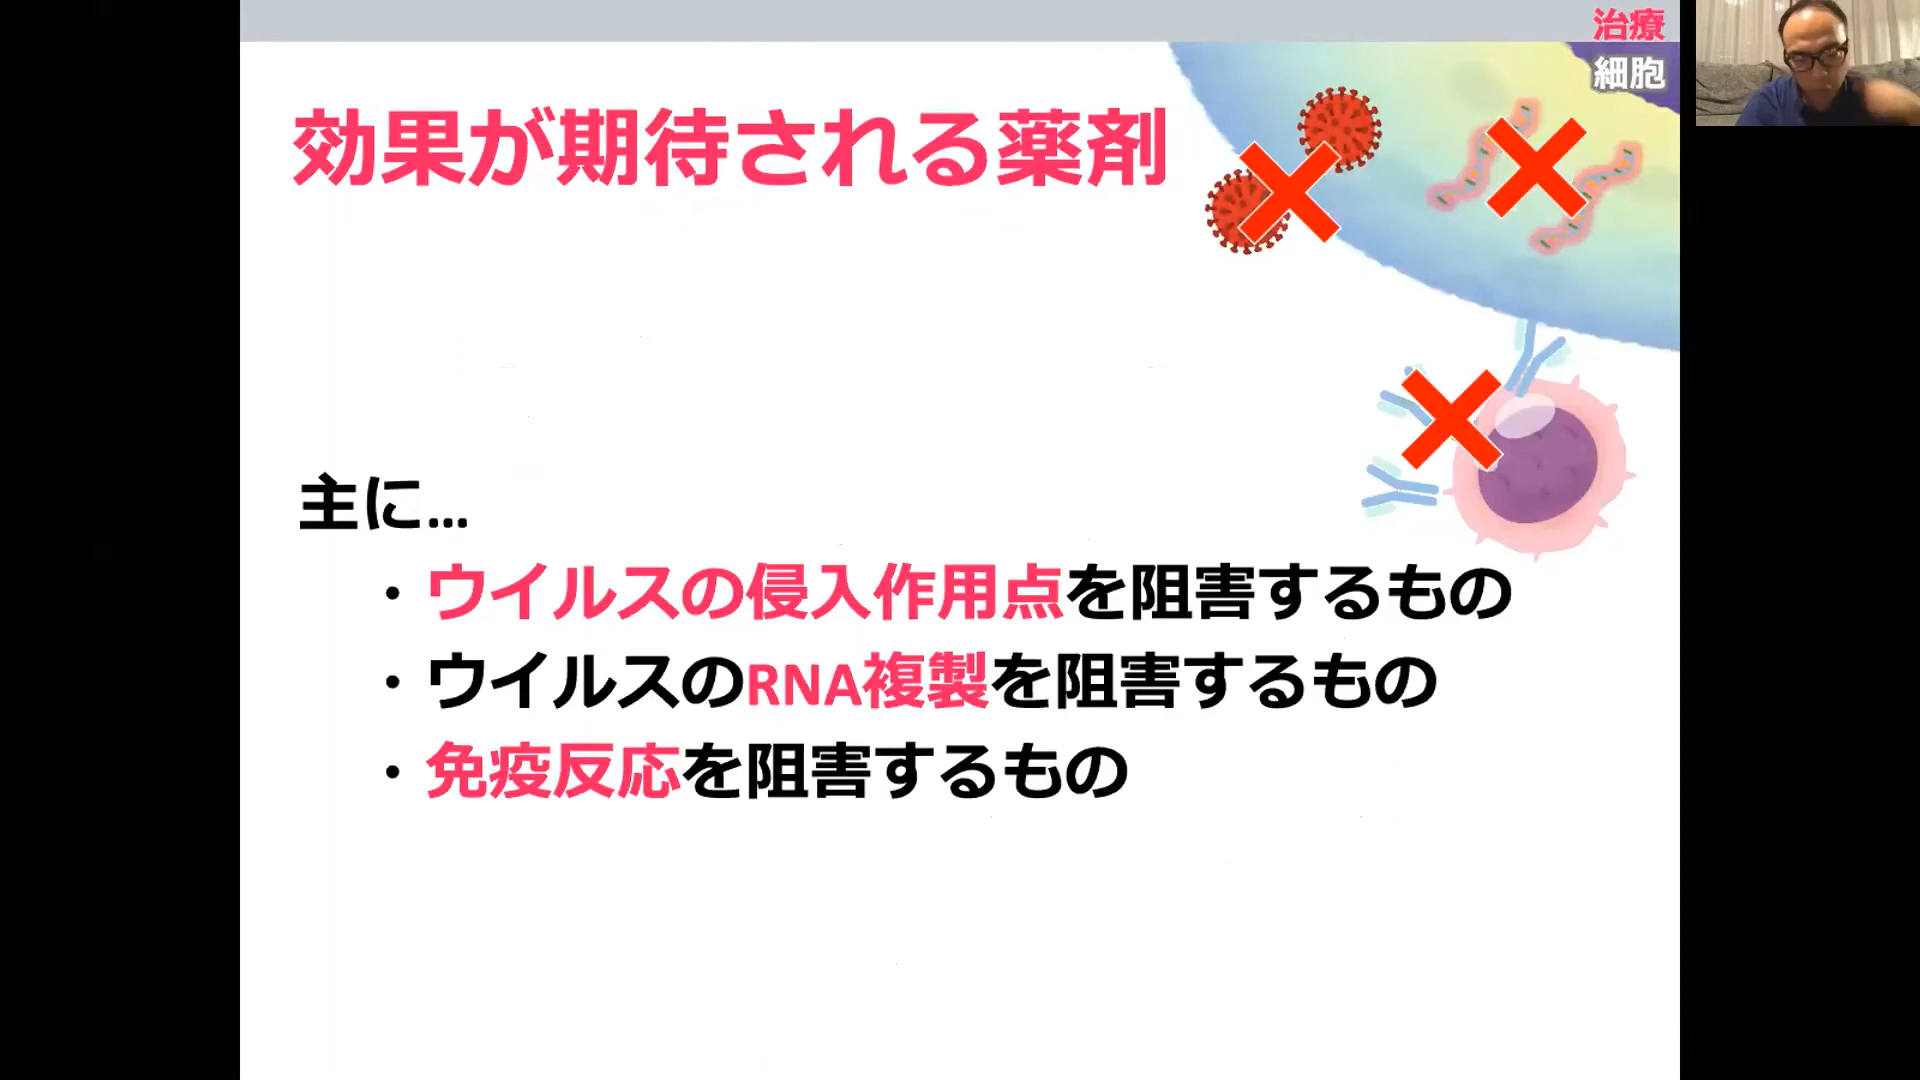 治療
細胞
効果が期待される薬剤
主に…
・ウイルスの侵入作用点を阻害するもの
・ウイルスのRNA複製を阻害するもの
・免疫反応を阻害するもの